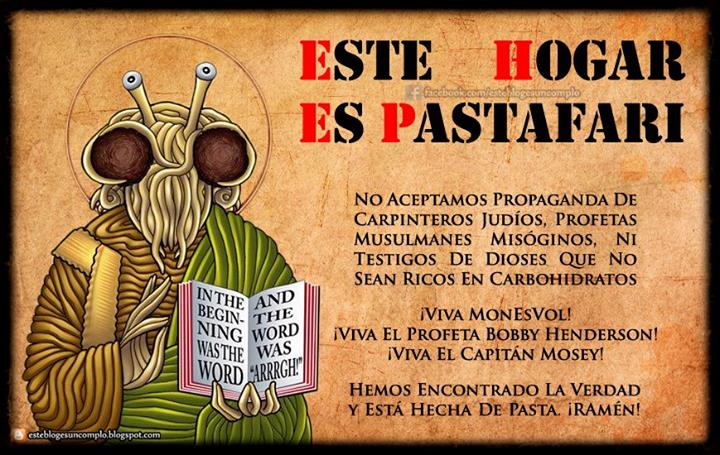 ESTE HOGAR
facebook.com/esteblogesuncomplo
ES PASTAFARI
NO ACEPTAMOS PROPAGANDA DE
CARPINTEROS JUDÍOS, PROFETAS
MUSULMANES MISÓGINOS, NI
TESTIGOS DE DIOSES QUE NO
SEAN RICOS EN CARBOHIDRATOS
¡VIVA MONESVOL!
¡VIVA EL PROFETA BOBBY HENDERSON!
¡VIVA EL CAPITÁN MOSEY!
HEMOS ENCONTRADO LA VERDAD
Y ESTÁ HECHA DE PASTA. ¡RAMÉN!
IN THE
BEGIN-
NING
WAS THE
WORD
AND
THE
WORD
WAS
"ARRRGH!"
esteblogesuncomplo.blogspot.com